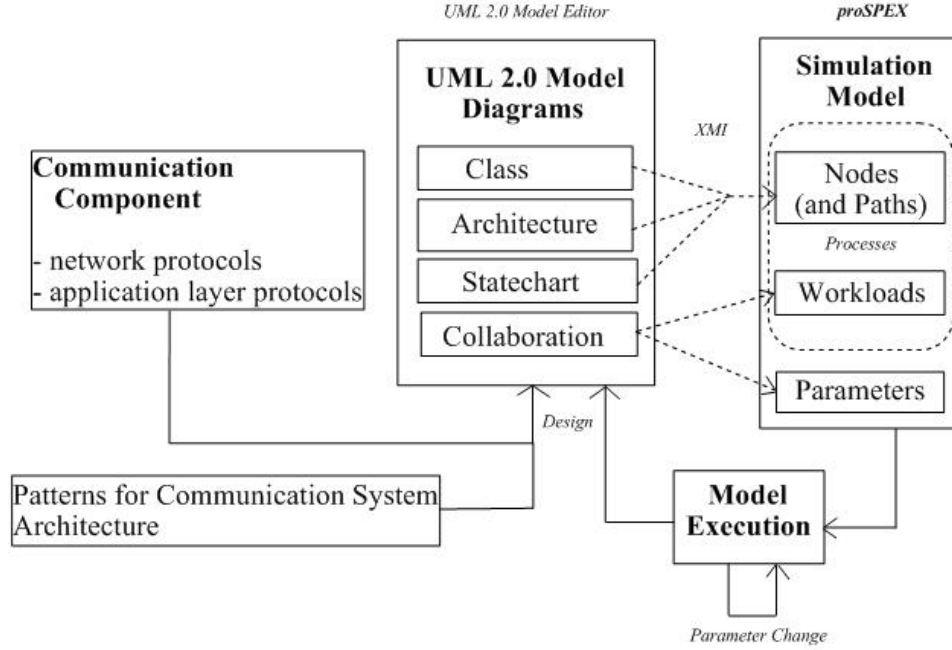 UML 2.0 Model Editor
proSPEX
UML 2.0 Model
Diagrams
Class
Architecture
Statechart
Collaboration
XMI
Simulation
Model
Nodes
(and Paths)
Processes
Workloads
Parameters
Communication
Component
- network protocols
- application layer protocols
Design
Patterns for Communication System
Architecture
Model
Execution
Parameter Change